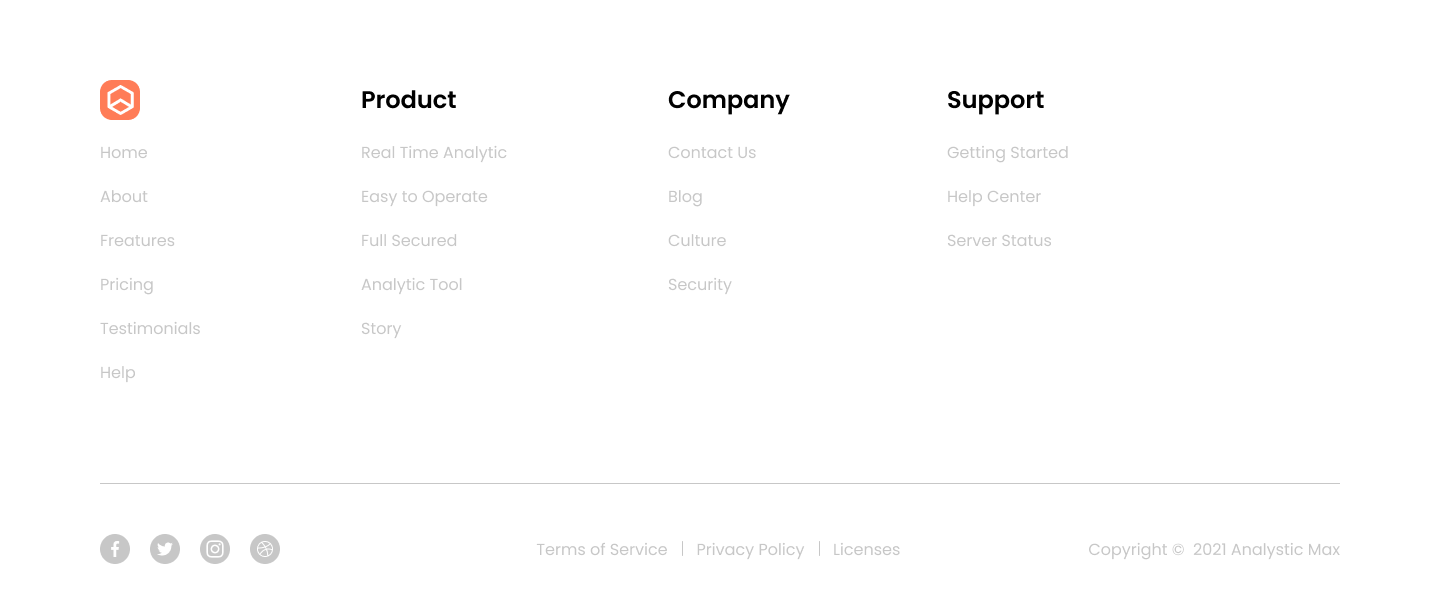 Home
About
Freatures
Pricing
Testimonials
Help
Product
Real Time Analytic
Easy to Operate
Full Secured
Analytic Tool
Story
Company
Contact Us
Blog
Culture
Security
Support
Getting Started
Help Center
Server Status
Terms of Service | Privacy Policy | Licenses
Copyright © 2021 Analystic Max